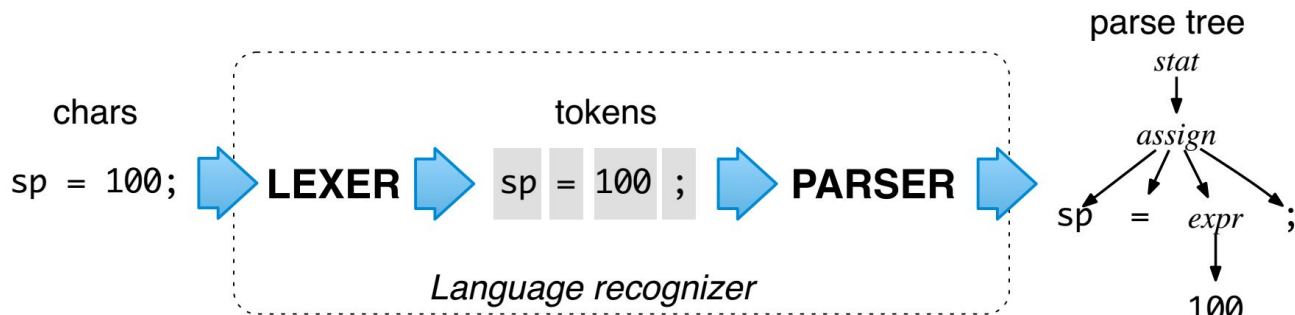 parse tree
stat
chars
tokens
assign
sp = 100;
LEXER
sp = 100 ;
PARSER
sp = expr ;
Language recognizer
100